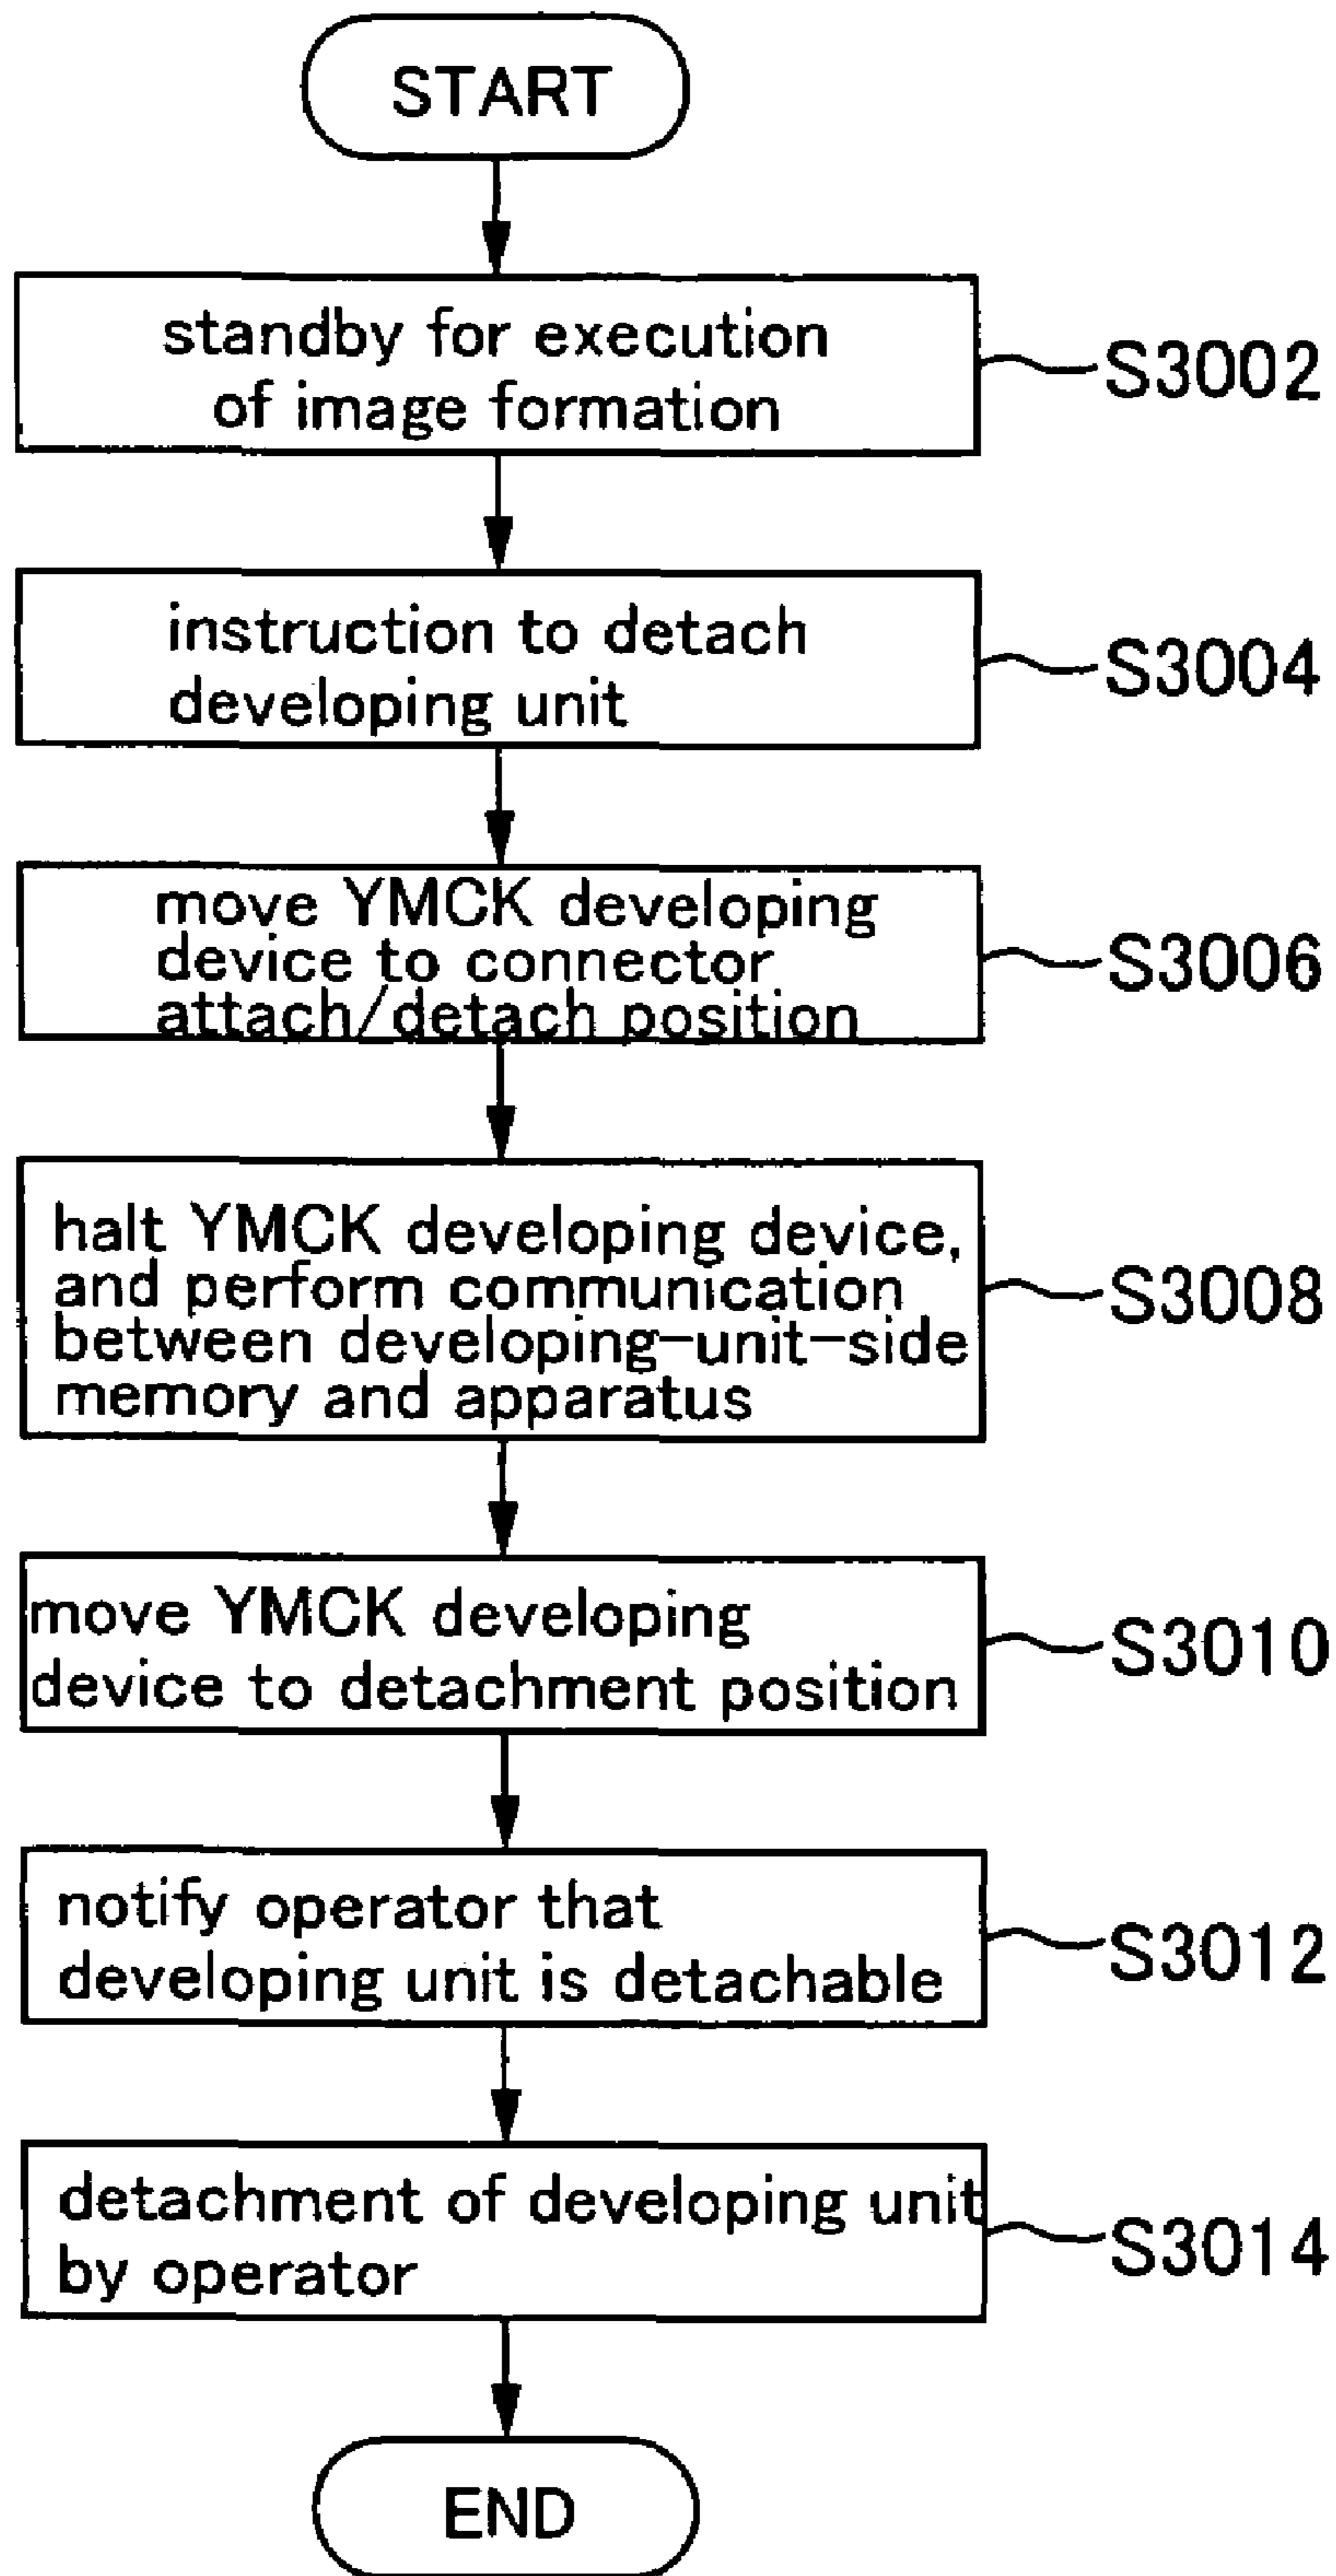 START
standby for execution
of image formation
S3002
instruction to detach
developing unit
S3004
move YMCK developing
device to connector
attach/detach position
S3006
halt YMCK developing device,
and perform communication
between developing-unit-side
memory and apparatus
S3008
move YMCK developing
device to detachment position
S3010
notify operator that
developing unit is detachable
S3012
detachment of developing unit
by operator
S3014
END